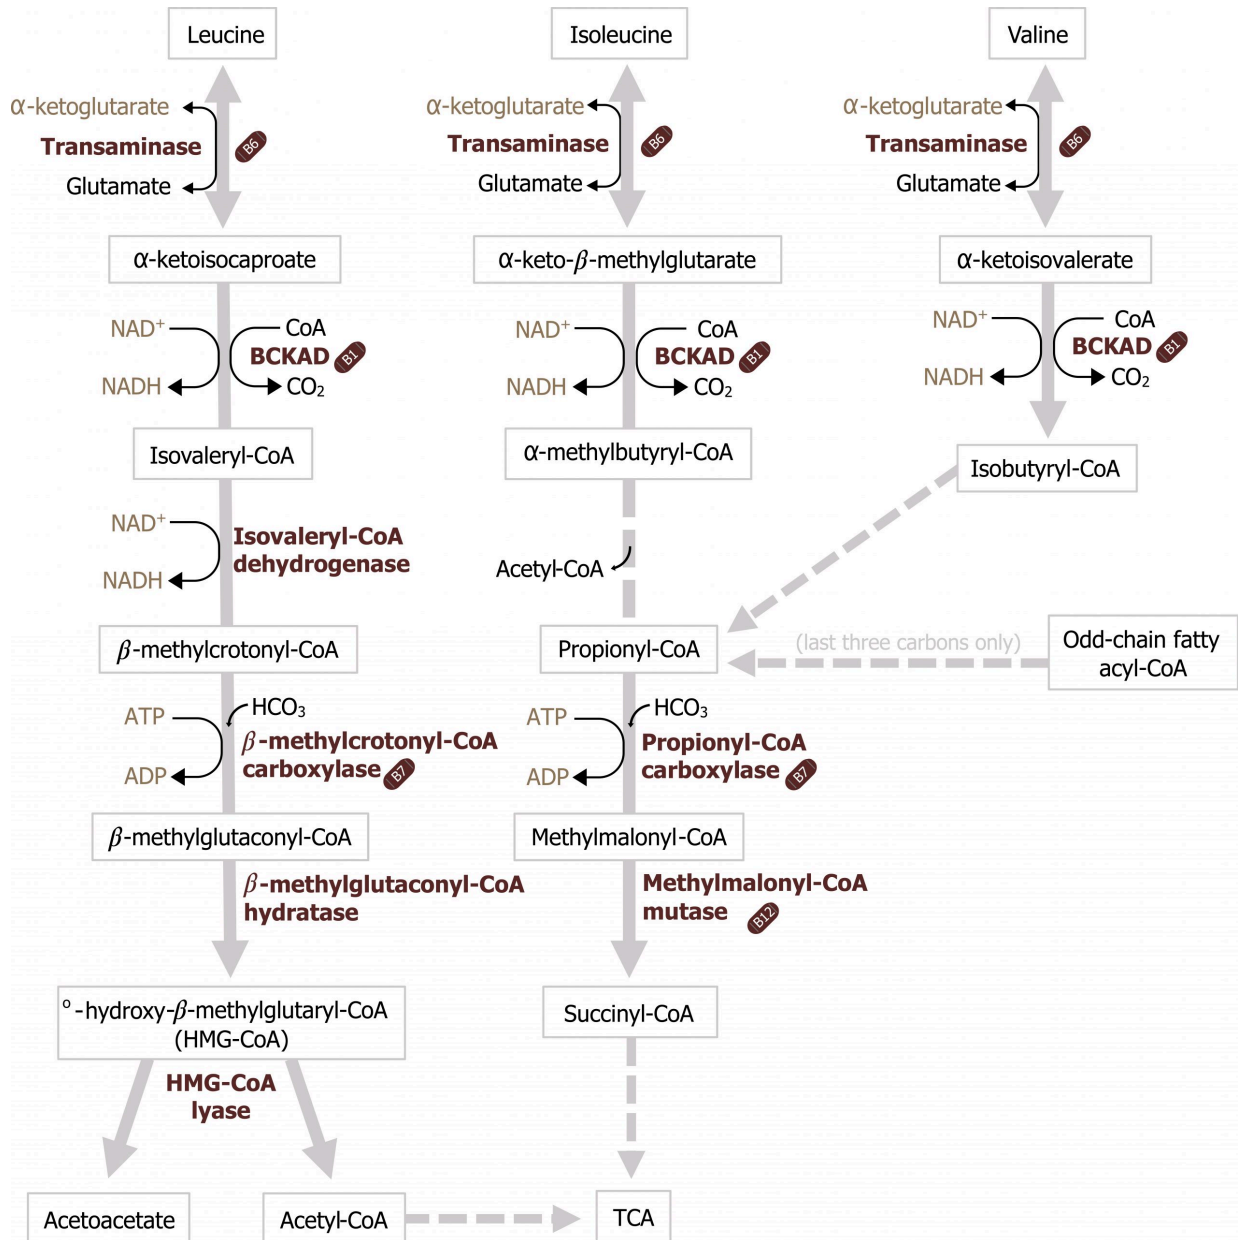 Leucine
Isoleucine
Valine
α-ketoglutarate
Transaminase
B6
Glutamate
α-ketoglutarate
Transaminase
B6
Glutamate
α-ketoglutarate
Transaminase
B6
Glutamate
α-ketoisocaproate
α-keto-β-methylglutarate
α-ketoisovalerate
NAD⁺
CoA
BCKAD
B1
NADH
CO₂
NAD⁺
CoA
BCKAD
B1
NADH
CO₂
NAD⁺
CoA
BCKAD
B1
NADH
CO₂
Isovaleryl-CoA
α-methylbutyryl-CoA
Isobutyryl-CoA
NAD⁺
Isovaleryl-CoA
dehydrogenase
NADH
Acetyl-CoA
β-methylcrotonyl-CoA
Propionyl-CoA
(last three carbons only)
Odd-chain fatty
acyl-CoA
ATP
HCO₃
β-methylcrotonyl-CoA
carboxylase
B7
ADP
ATP
HCO₃
Propionyl-CoA
carboxylase
B7
ADP
β-methylglutaconyl-CoA
Methylmalonyl-CoA
β-methylglutaconyl-CoA
hydratase
Methylmalonyl-CoA
mutase
B12
°-hydroxy-β-methylglutaryl-CoA
(HMG-CoA)
Succinyl-CoA
HMG-CoA
lyase
Acetoacetate
Acetyl-CoA
TCA